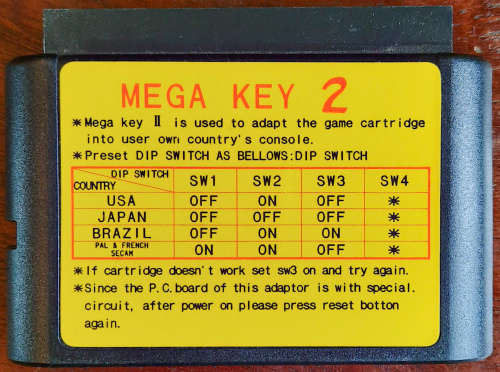 MEGA KEY 2
*Mega key Ⅱ is used to adapt the game cartridge
into user own country's console.
*Preset DIP SWITCH AS BELLOWS:DIP SWITCH
DIP SWITCH
COUNTRY SW1 SW2 SW3 SW4
USA OFF ON OFF *
JAPAN OFF OFF OFF *
BRAZIL OFF ON ON *
PAL & FRENCH
SECAM ON ON OFF *
*If cartridge doesn't work set sw3 on and try again.
*Since the P.C.board of this adaptor is with special.
circuit, after power on please press reset botton
again.